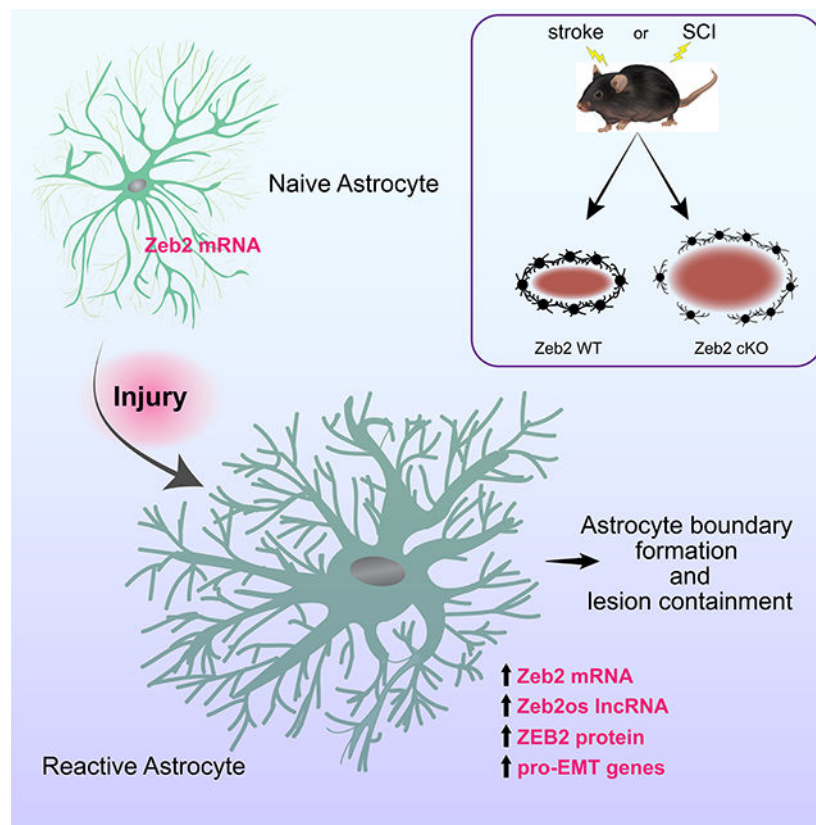 stroke or SCI
Naive Astrocyte
Zeb2 mRNA
Zeb2 WT
Zeb2 cKO
Injury
Astrocyte boundary
formation
and
lesion containment
Zeb2 mRNA
Zeb2os lncRNA
ZEB2 protein
pro-EMT genes
Reactive Astrocyte